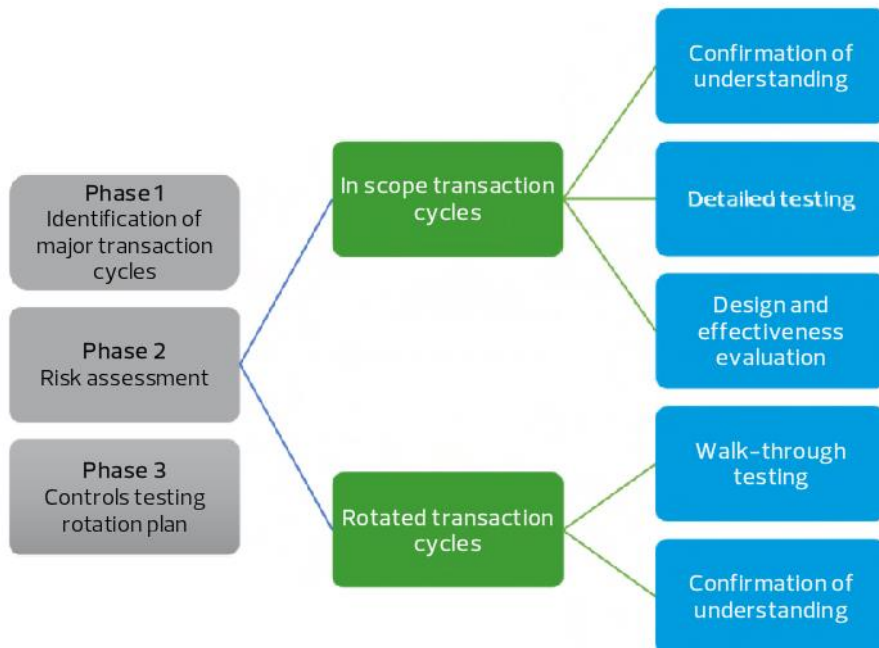 Phase 1
Identification of
major transaction
cycles
Phase 2
Risk assessment
Phase 3
Controls testing
rotation plan
In scope transaction
cycles
Rotated transaction
cycles
Confirmation of
understanding
Detailed testing
Design and
effectiveness
evaluation
Walk-through
testing
Confirmation of
understanding